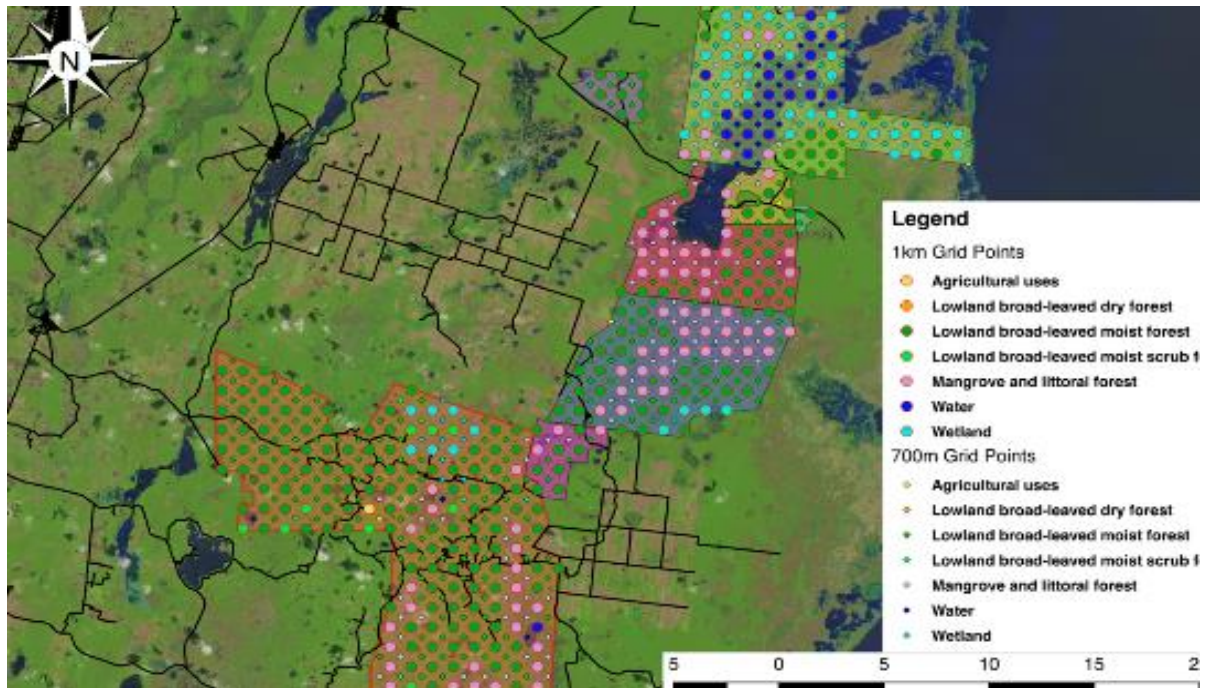 N
Legend
1km Grid Points
Agricultural uses
Lowland broad-leaved dry forest
Lowland broad-leaved moist forest
Lowland broad-leaved moist scrub f
Mangrove and littoral forest
Water
Wetland
700m Grid Points
Agricultural uses
Lowland broad-leaved dry forest
Lowland broad-leaved moist forest
Lowland broad-leaved moist scrub f
Mangrove and littoral forest
Water
Wetland
5 0 5 10 15 2